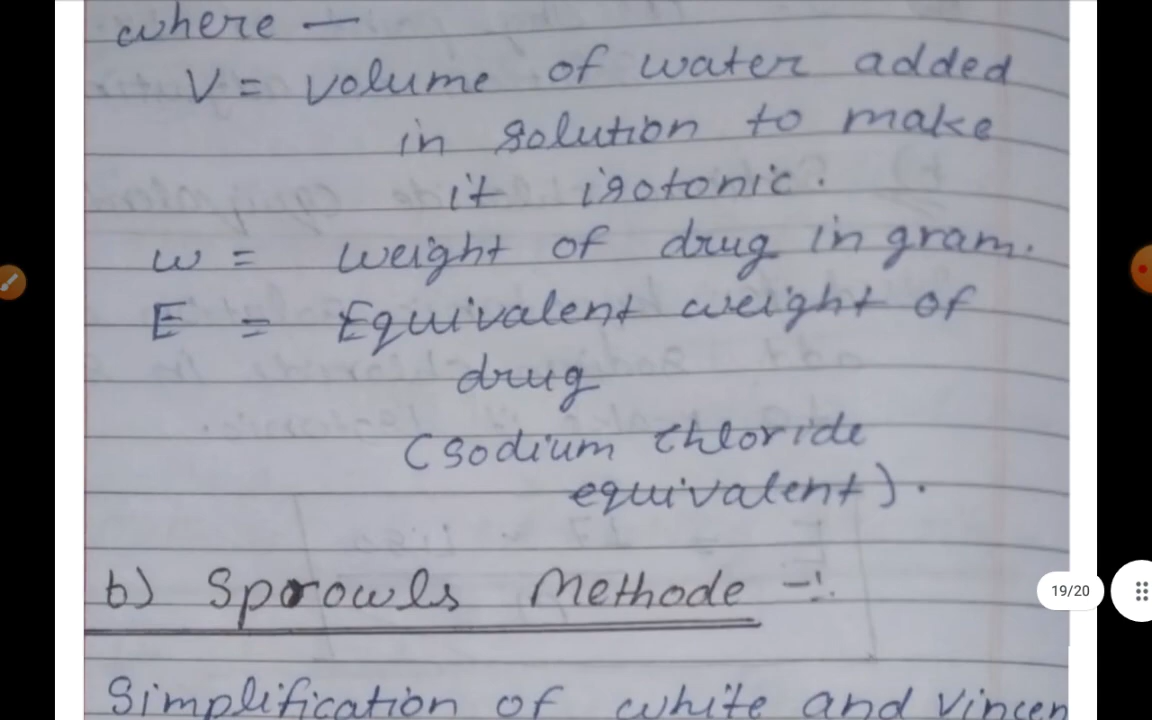 where —
V = volume of water added
in solution to make
it isotonic.
w = weight of drug in gram.
E = Equivalent weight of
drug
(sodium chloride
equivalent).
b) Sprowls Methode -:
19/20
Simplification of white and Vincen